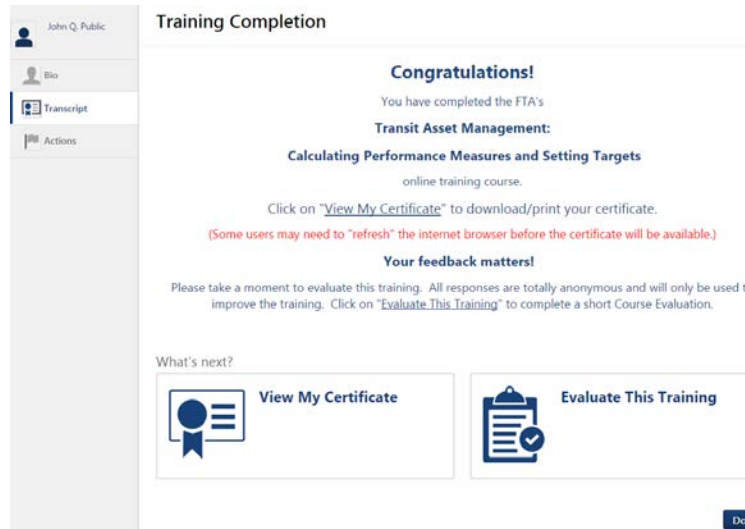 John Q. Public
Bio
Transcript
Actions
Training Completion
Congratulations!
You have completed the FTA's
Transit Asset Management:
Calculating Performance Measures and Setting Targets
online training course.
Click on "View My Certificate" to download/print your certificate.
(Some users may need to "refresh" the internet browser before the certificate will be available.)
Your feedback matters!
Please take a moment to evaluate this training. All responses are totally anonymous and will only be used
improve the training. Click on "Evaluate This Training" to complete a short Course Evaluation.
What's next?
View My Certificate
Evaluate This Training